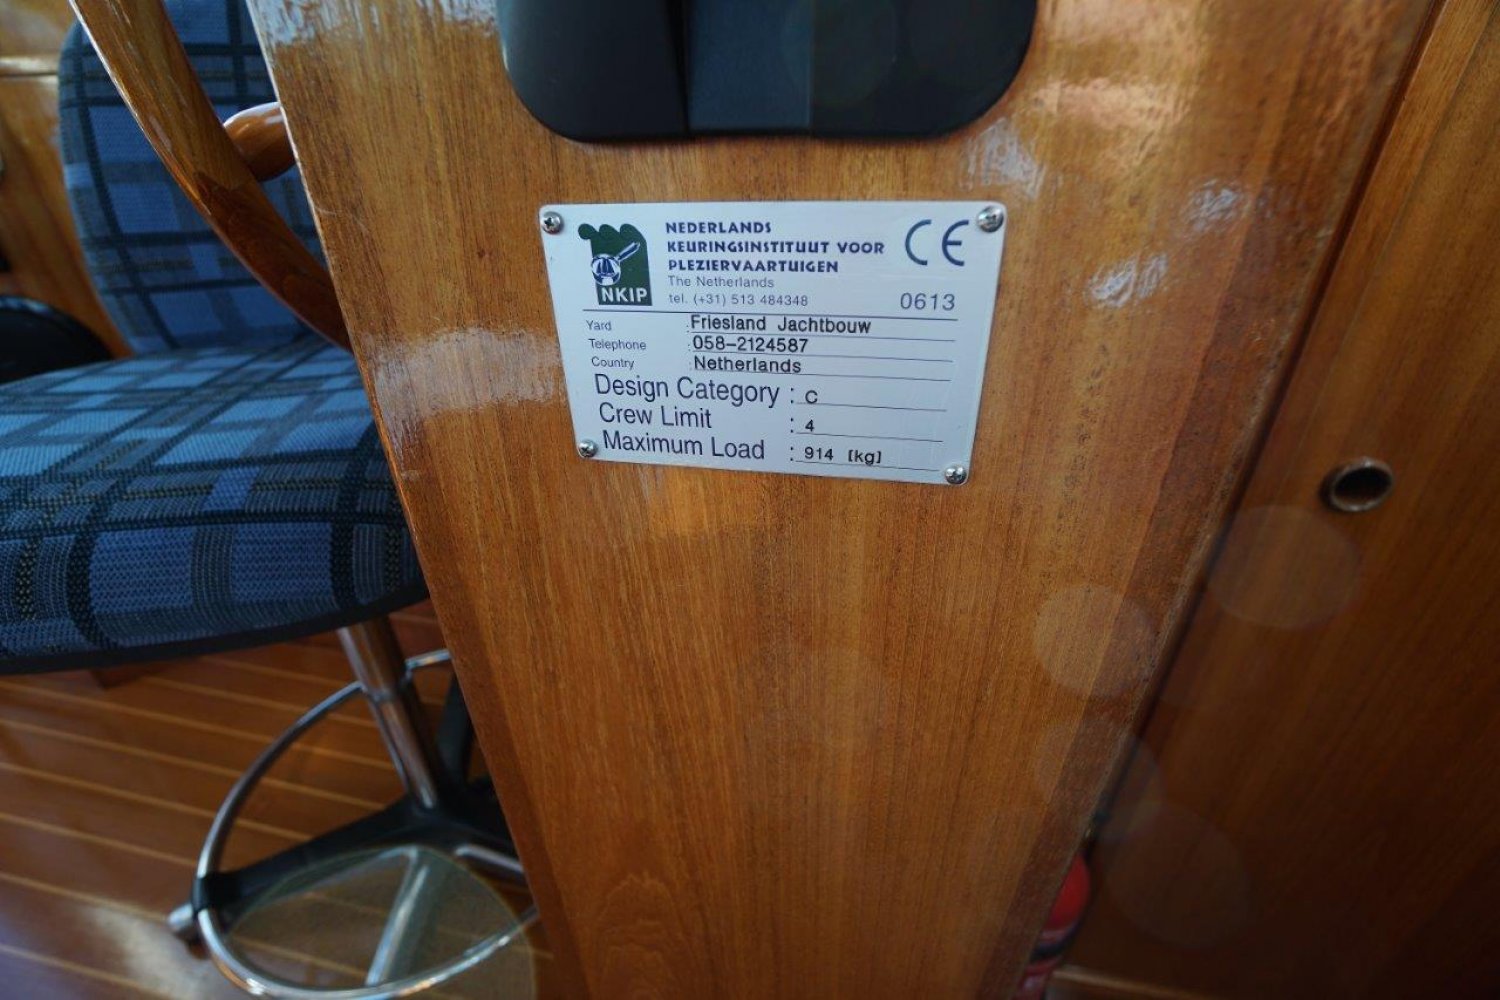 NKIP
NEDERLANDS
KEURINGSINSTITUUT VOOR
PLEZIERVAARTUIGEN
The Netherlands
tel. (+31) 513 484348
CE
0613
Yard : Friesland Jachtbouw
Telephone : 058-2124587
Country : Netherlands
Design Category : C
Crew Limit : 4
Maximum Load : 914 [kg]